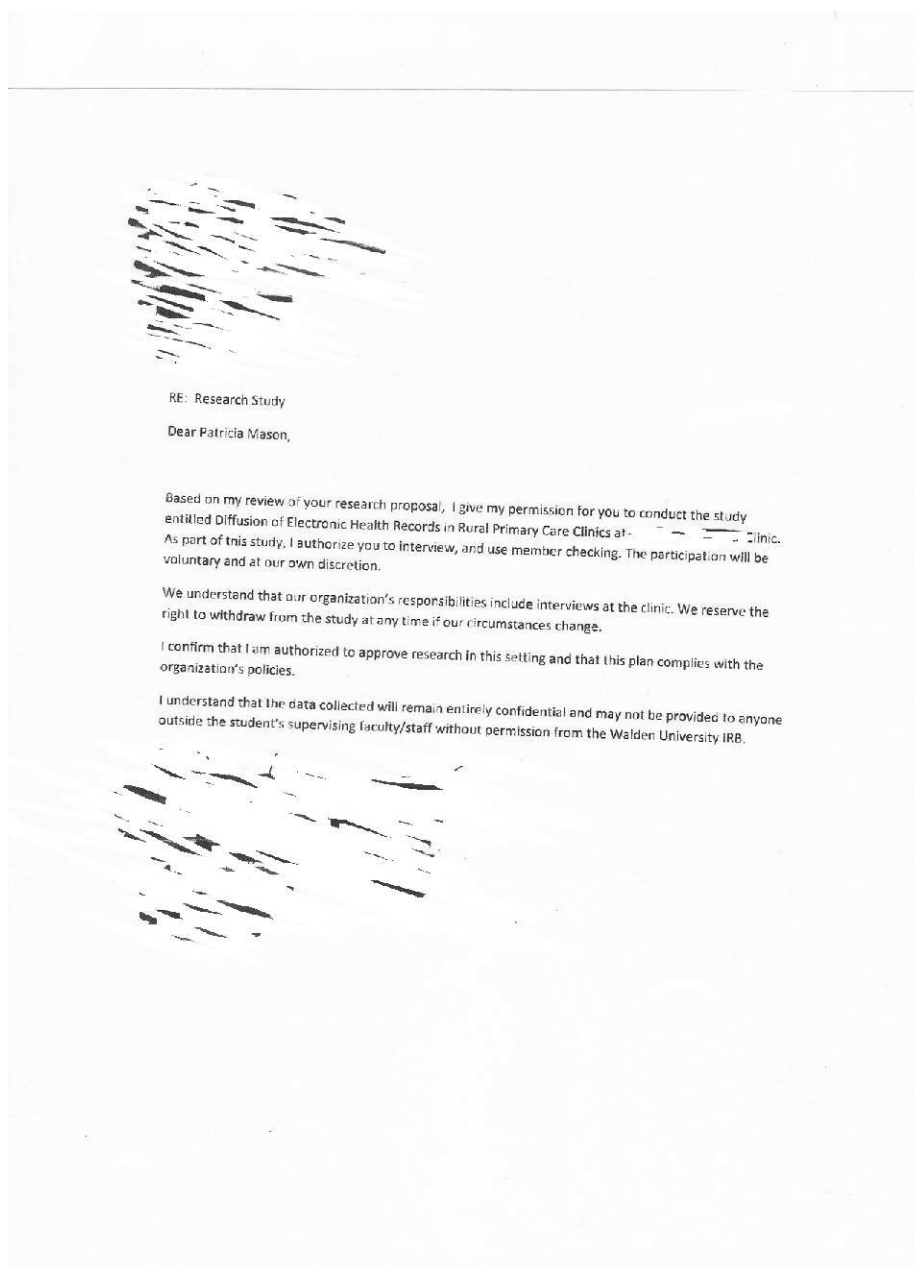 RE: Research Study
Dear Patricia Mason,
Based on my review of your research proposal, I give my permission for you to conduct the study
entitled Diffusion of Electronic Health Records in Rural Primary Care Clinics at Clinic.
As part of this study, I authorize you to interview, and use member checking. The participation will be
voluntary and at our own discretion.
We understand that our organization's responsibilities include interviews at the clinic. We reserve the
right to withdraw from the study at any time if our circumstances change.
I confirm that I am authorized to approve research in this setting and that this plan complies with the
organization's policies.
I understand that the data collected will remain entirely confidential and may not be provided to anyone
outside the student's supervising faculty/staff without permission from the Walden University IRB.